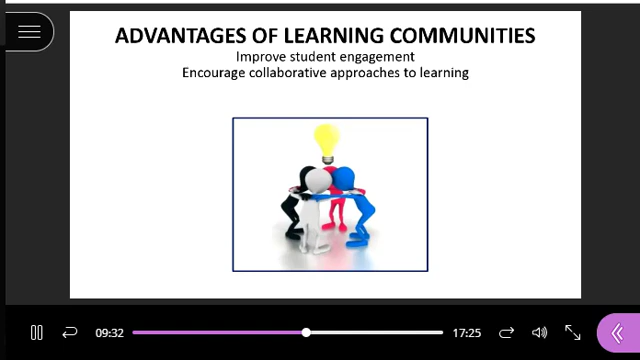 ADVANTAGES OF LEARNING COMMUNITIES
Improve student engagement
Encourage collaborative approaches to learning
09:32
17:25